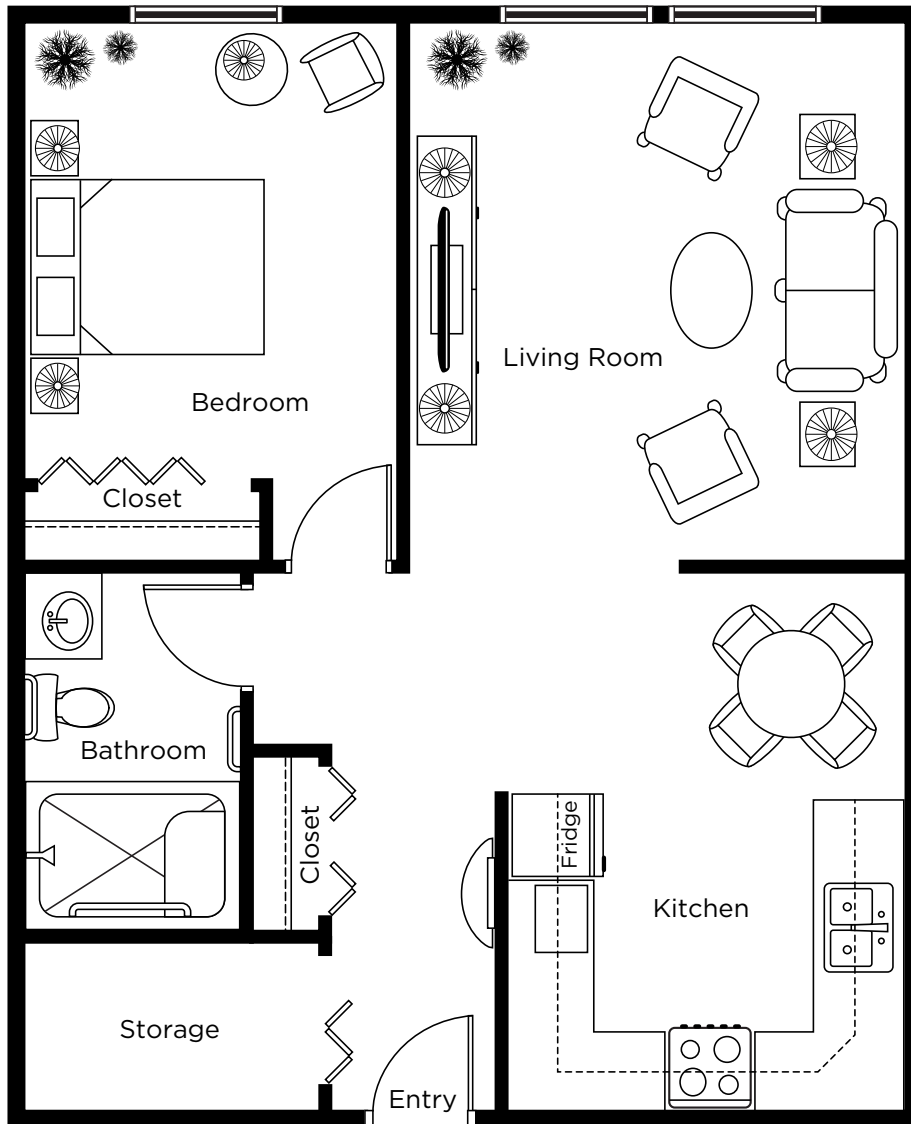 Living Room
Bedroom
Closet
Bathroom
Closet
Fridge
Kitchen
Storage
Entry